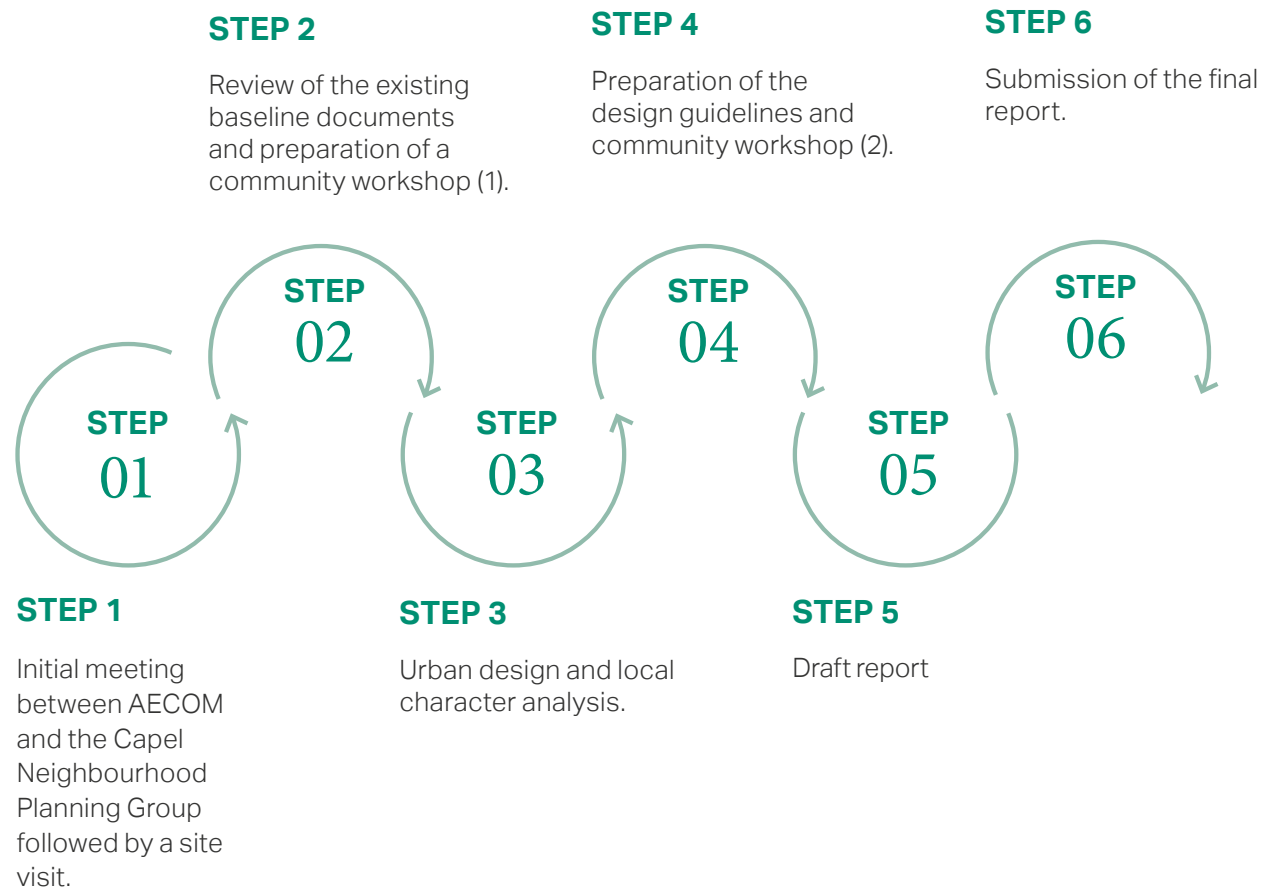 STEP 2
Review of the existing
baseline documents
and preparation of a
community workshop (1).
STEP 4
Preparation of the
design guidelines and
community workshop (2).
STEP 6
Submission of the final
report.
STEP
01
STEP
02
STEP
03
STEP
04
STEP
05
STEP
06
STEP 1
Initial meeting
between AECOM
and the Capel
Neighbourhood
Planning Group
followed by a site
visit.
STEP 3
Urban design and local
character analysis.
STEP 5
Draft report